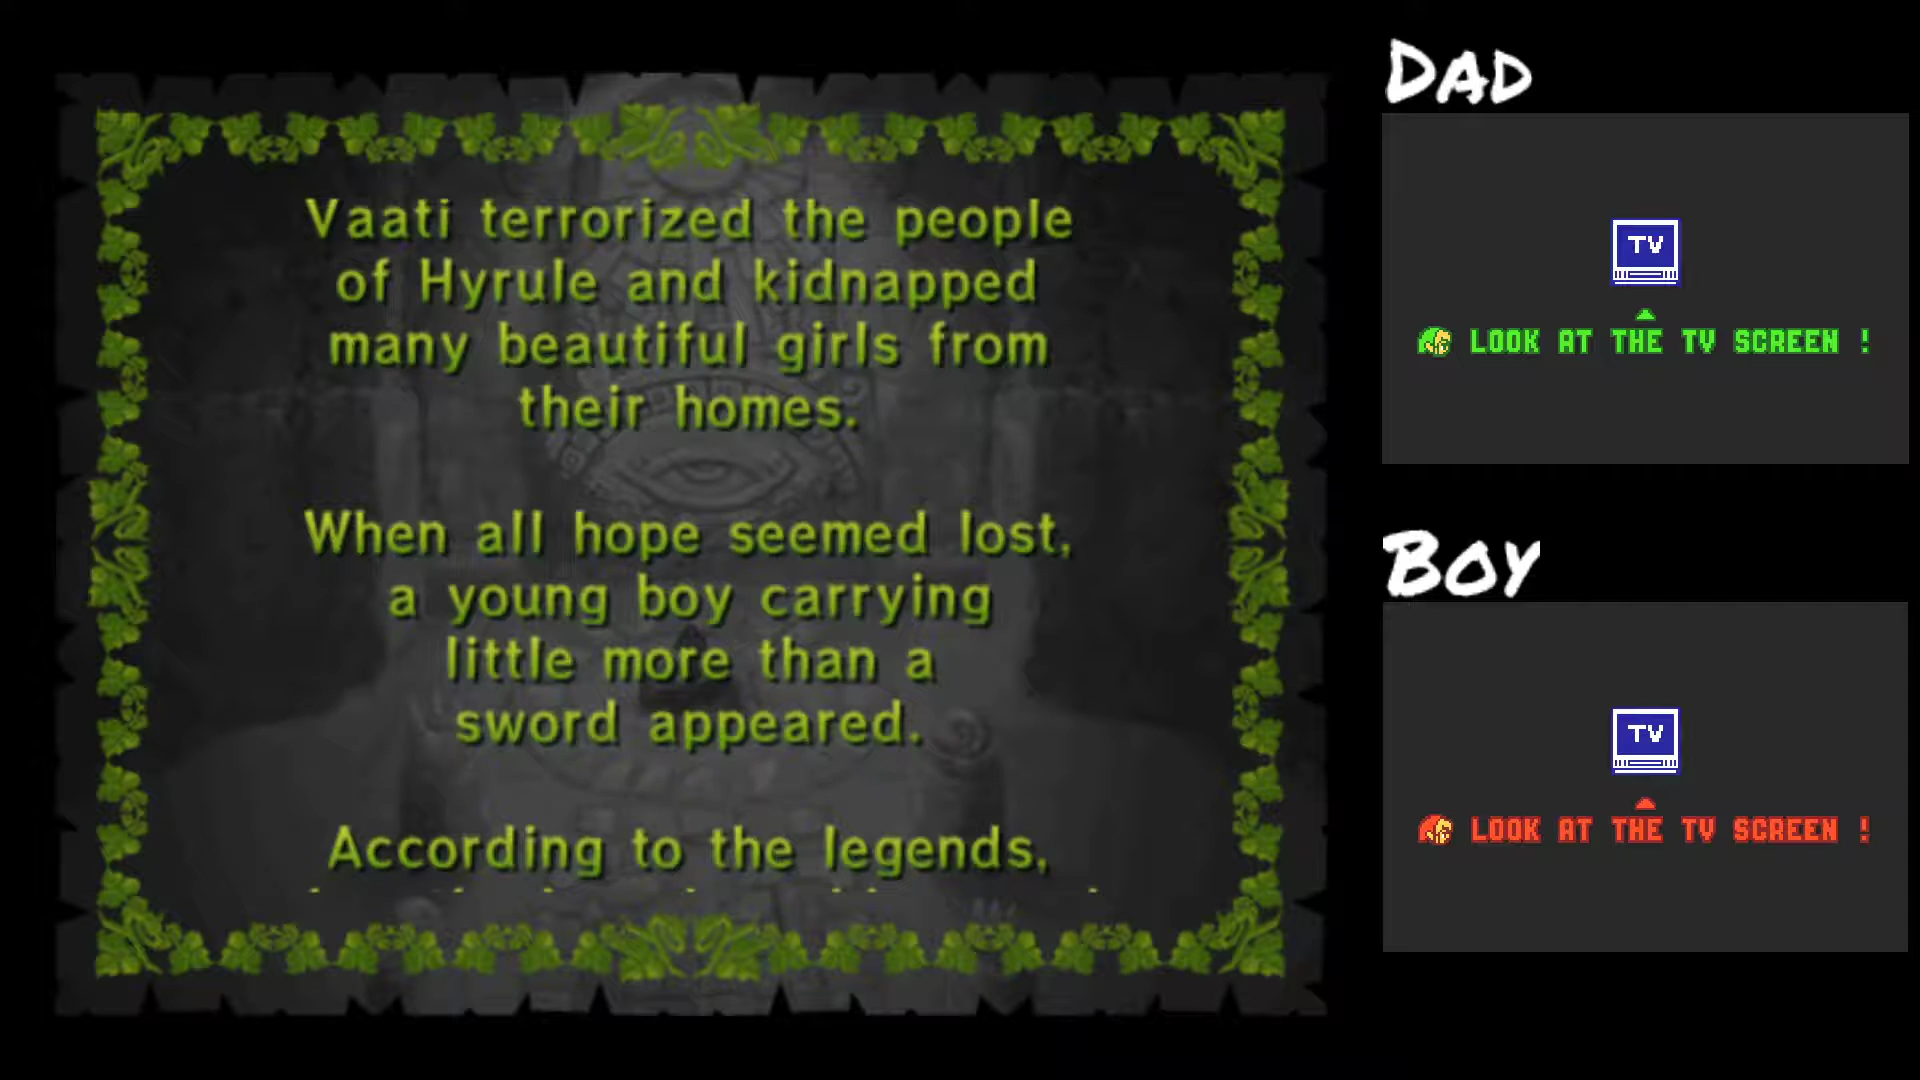 Vaati terrorized the people
of Hyrule and kidnapped
many beautiful girls from
their homes.
When all hope seemed lost,
a young boy carrying
little more than a
sword appeared.
According to the legends,
DAD
TV
LOOK AT THE TV SCREEN !
BOY
TV
LOOK AT THE TV SCREEN !